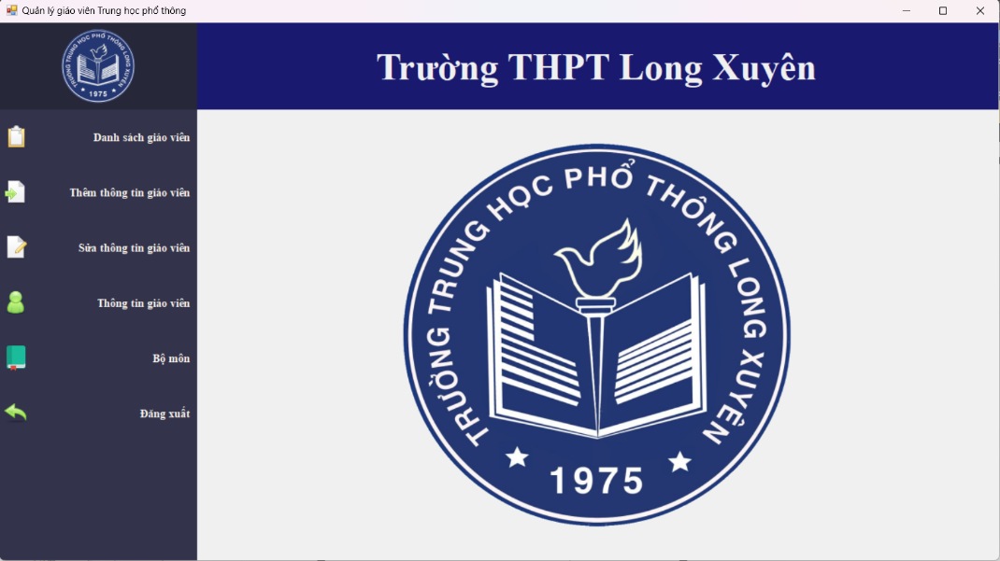 Quản lý giáo viên Trung học phổ thông
TRƯỜNG TRUNG HỌC PHỔ THÔNG LONG XUYÊN
1975
Trường THPT Long Xuyên
Danh sách giáo viên
Thêm thông tin giáo viên
Sửa thông tin giáo viên
Thông tin giáo viên
Bộ môn
Đăng xuất
TRƯỜNG TRUNG HỌC PHỔ THÔNG LONG XUYÊN
1975